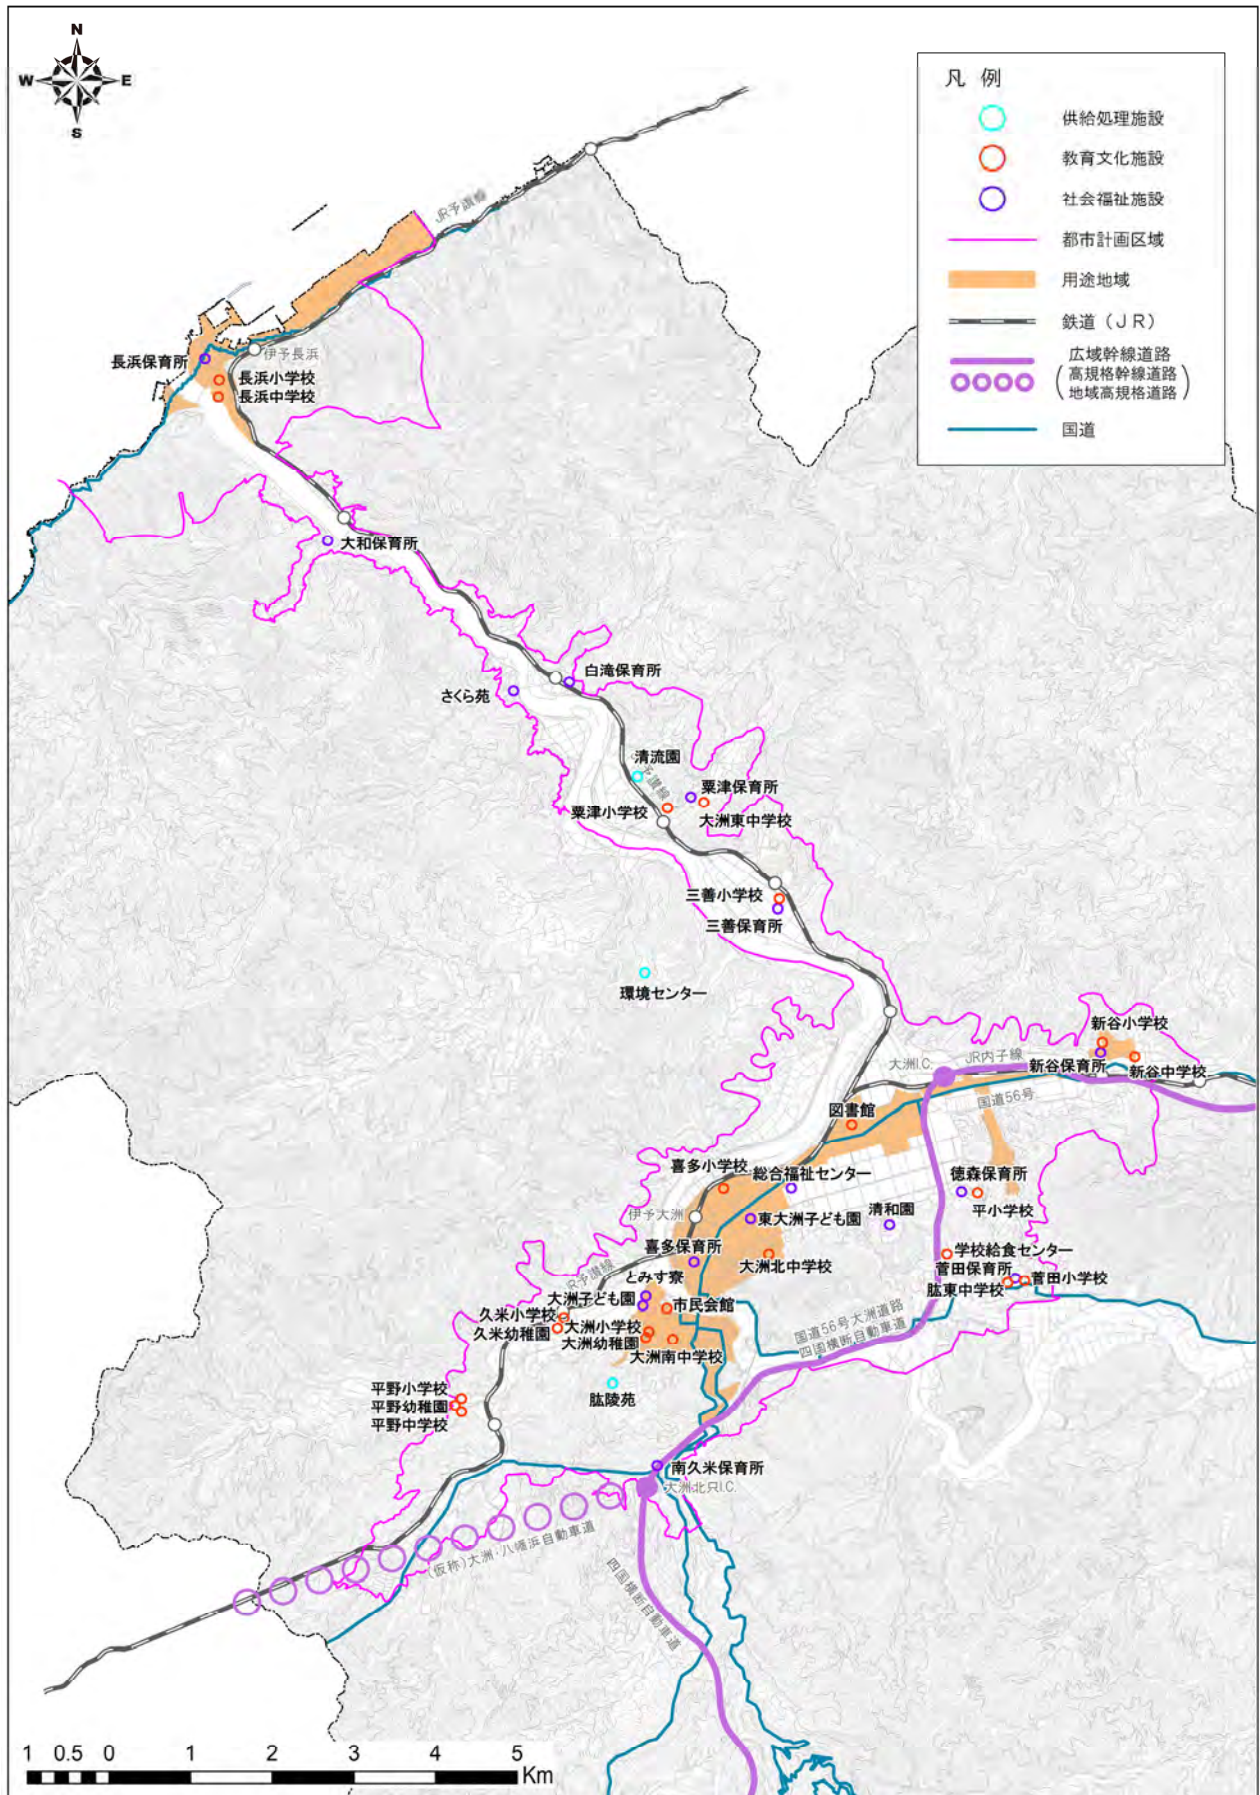 N
W E
S
凡 例
供給処理施設
教育文化施設
社会福祉施設
都市計画区域
用途地域
鉄道（ＪＲ）
広域幹線道路
（高規格幹線道路
地域高規格道路）
国道
JR予讃線
伊予長浜
長浜保育所
長浜小学校
長浜中学校
大和保育所
白滝保育所
さくら苑
清流園
予讃線
粟津保育所
粟津小学校
大洲東中学校
三善小学校
三善保育所
環境センター
新谷小学校
大洲I.C.
JR内子線
新谷保育所
新谷中学校
国道56号
図書館
喜多小学校
総合福祉センター
徳森保育所
伊予大洲
東大洲子ども園
清和園
平小学校
喜多保育所
大洲北中学校
学校給食センター
菅田保育所
JR予讃線
とみす寮
肱東中学校
菅田小学校
大洲子ども園
市民会館
久米小学校
久米幼稚園
大洲小学校
大洲幼稚園
国道56号大洲道路
四国横断自動車道
大洲南中学校
平野小学校
平野幼稚園
平野中学校
肱陵苑
南久米保育所
大洲北只I.C.
（仮称）大洲・八幡浜自動車道
四国横断自動車道
1 0.5 0 1 2 3 4 5
Km